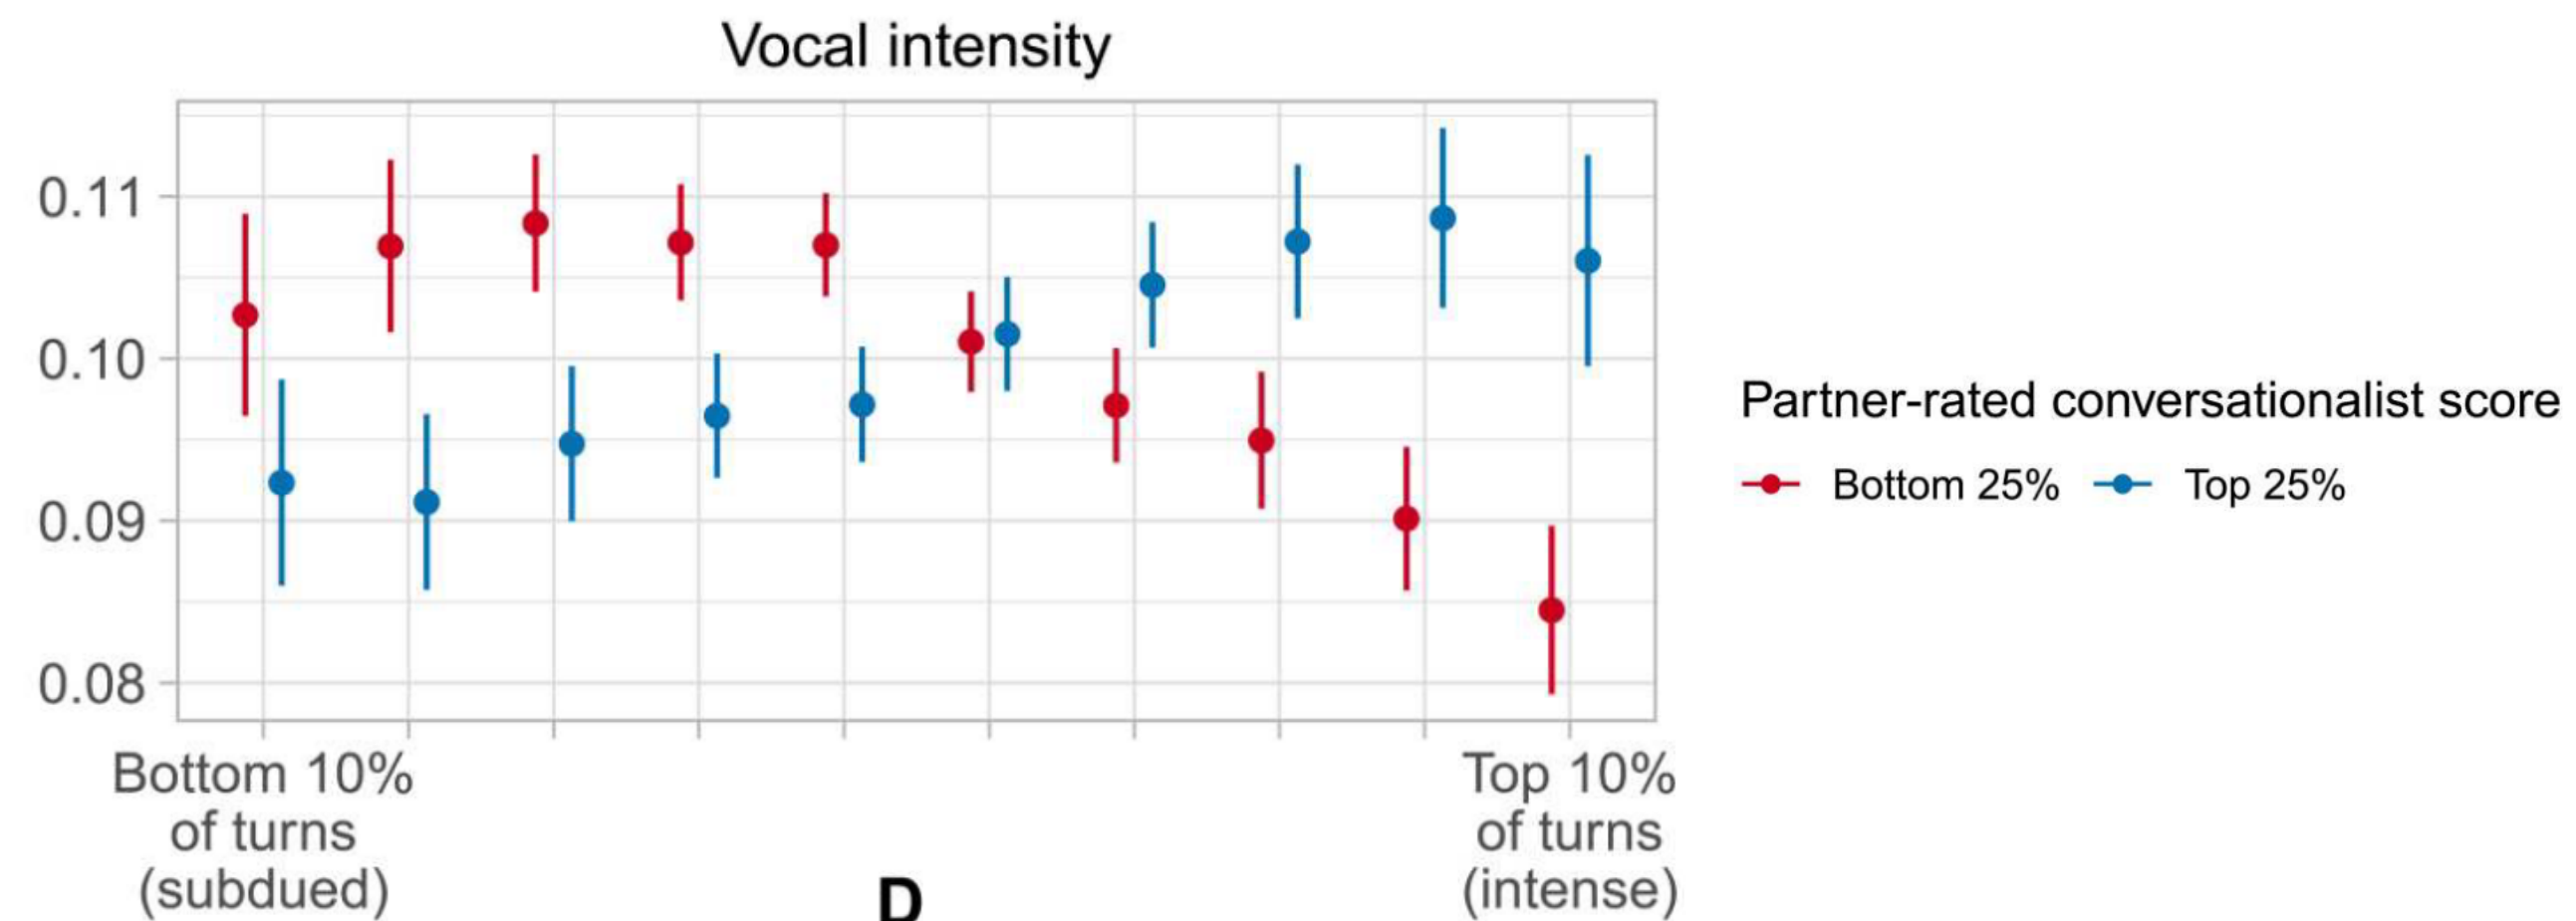 Vocal intensity
0.11
0.10
0.09
0.08
Bottom 10%
of turns
(subdued)
Top 10%
of turns
(intense)
Partner-rated conversationalist score
Bottom 25% Top 25%
D